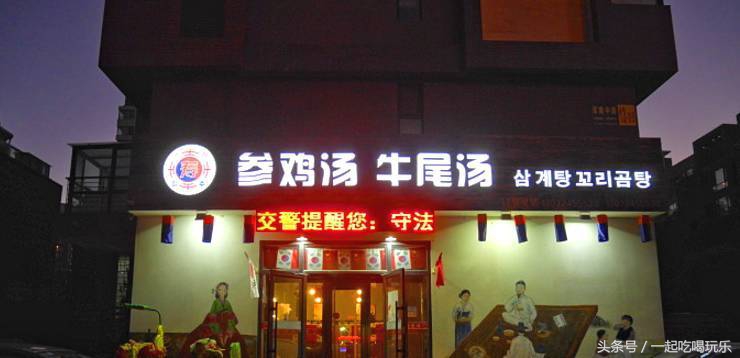 参鸡汤 牛尾汤 삼계탕 꼬리곰탕
交警提醒您：守法
头条号／一起吃喝玩乐